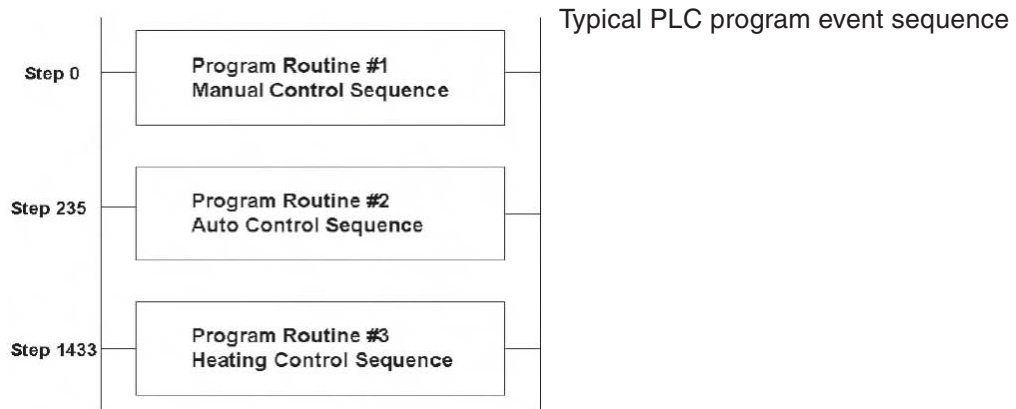 Typical PLC program event sequence
Step 0
Program Routine #1
Manual Control Sequence
Step 235
Program Routine #2
Auto Control Sequence
Step 1433
Program Routine #3
Heating Control Sequence